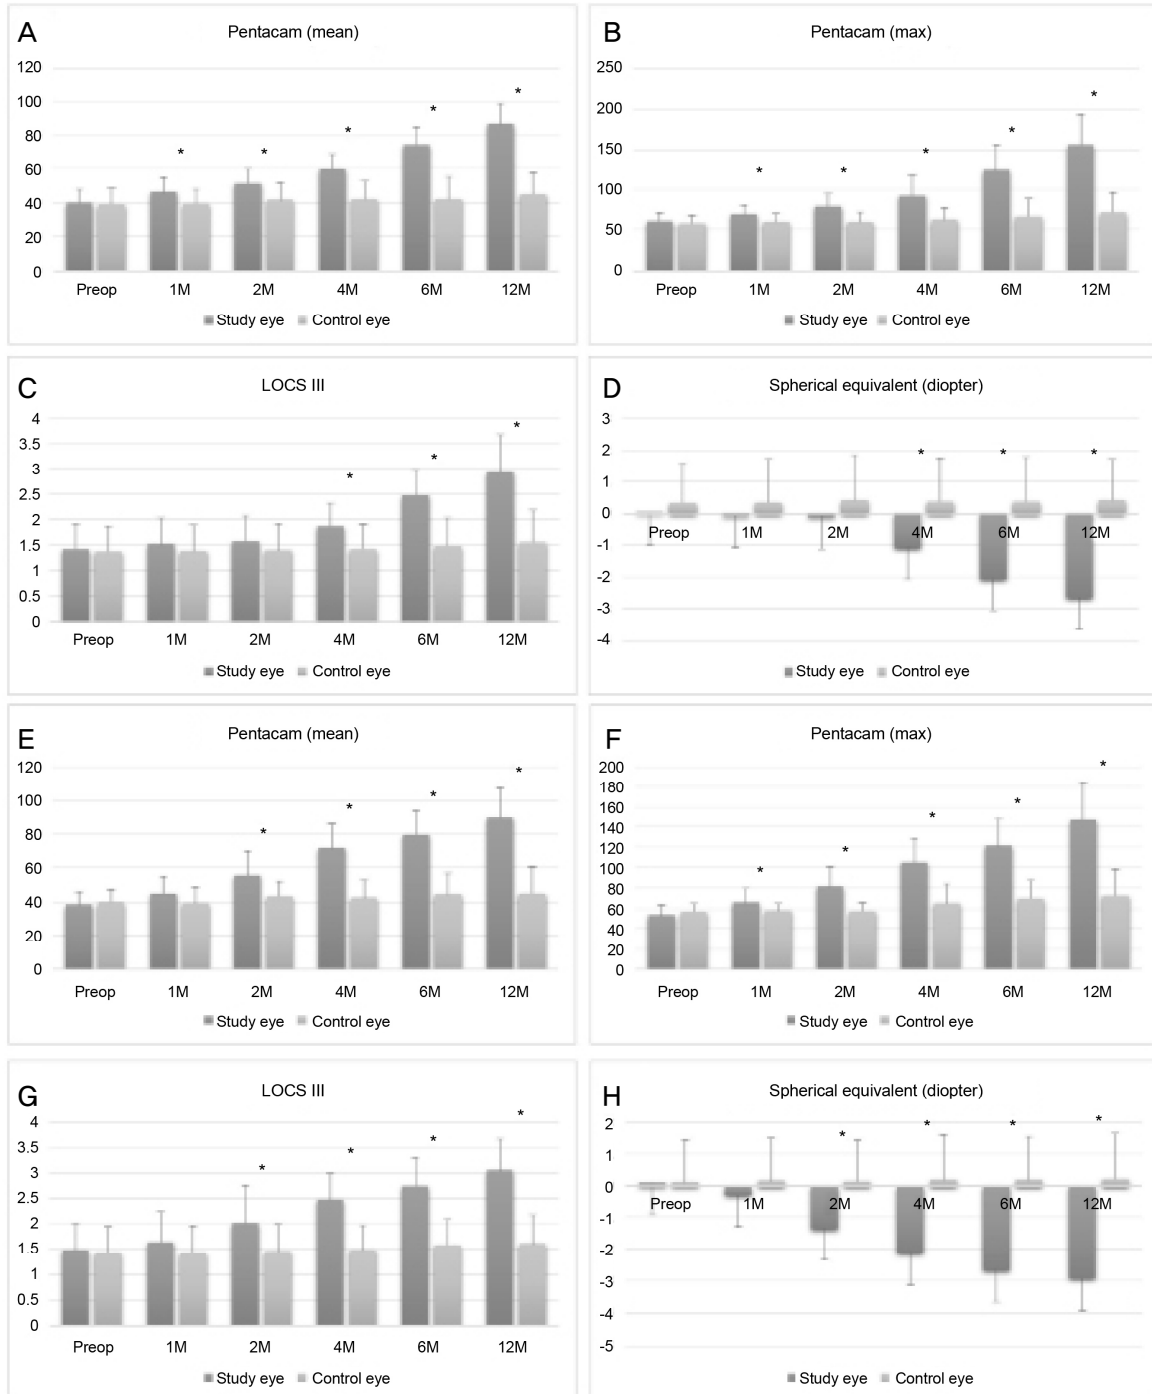 A
Pentacam (mean)
120
100
80
60
40
20
0
* * * * *
Preop 1M 2M 4M 6M 12M
Study eye Control eye
B
Pentacam (max)
250
200
150
100
50
0
* * * * *
Preop 1M 2M 4M 6M 12M
Study eye Control eye
C
LOCS III
4
3.5
3
2.5
2
1.5
1
0.5
0
* * *
Preop 1M 2M 4M 6M 12M
Study eye Control eye
D
Spherical equivalent (diopter)
3
2
1
0
-1
-2
-3
-4
* * *
Preop 1M 2M 4M 6M 12M
Study eye Control eye
E
Pentacam (mean)
120
100
80
60
40
20
0
* * * *
Preop 1M 2M 4M 6M 12M
Study eye Control eye
F
Pentacam (max)
200
180
160
140
120
100
80
60
40
20
0
* * * * *
Preop 1M 2M 4M 6M 12M
Study eye Control eye
G
LOCS III
4
3.5
3
2.5
2
1.5
1
0.5
0
* * * *
Preop 1M 2M 4M 6M 12M
Study eye Control eye
H
Spherical equivalent (diopter)
2
1
0
-1
-2
-3
-4
-5
* * * *
Preop 1M 2M 4M 6M 12M
Study eye Control eye